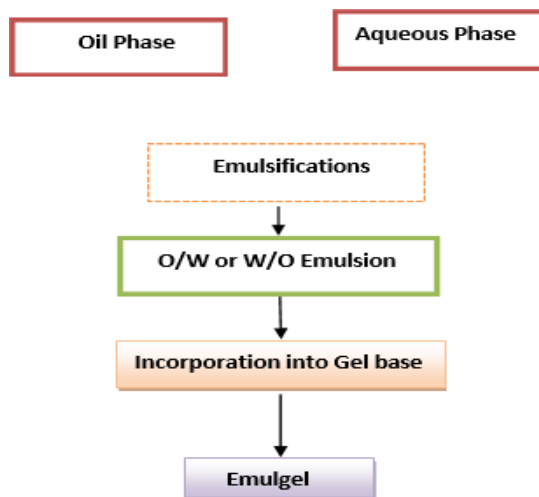 Oil Phase
Aqueous Phase
Emulsifications
O/W or W/O Emulsion
Incorporation into Gel base
Emulgel